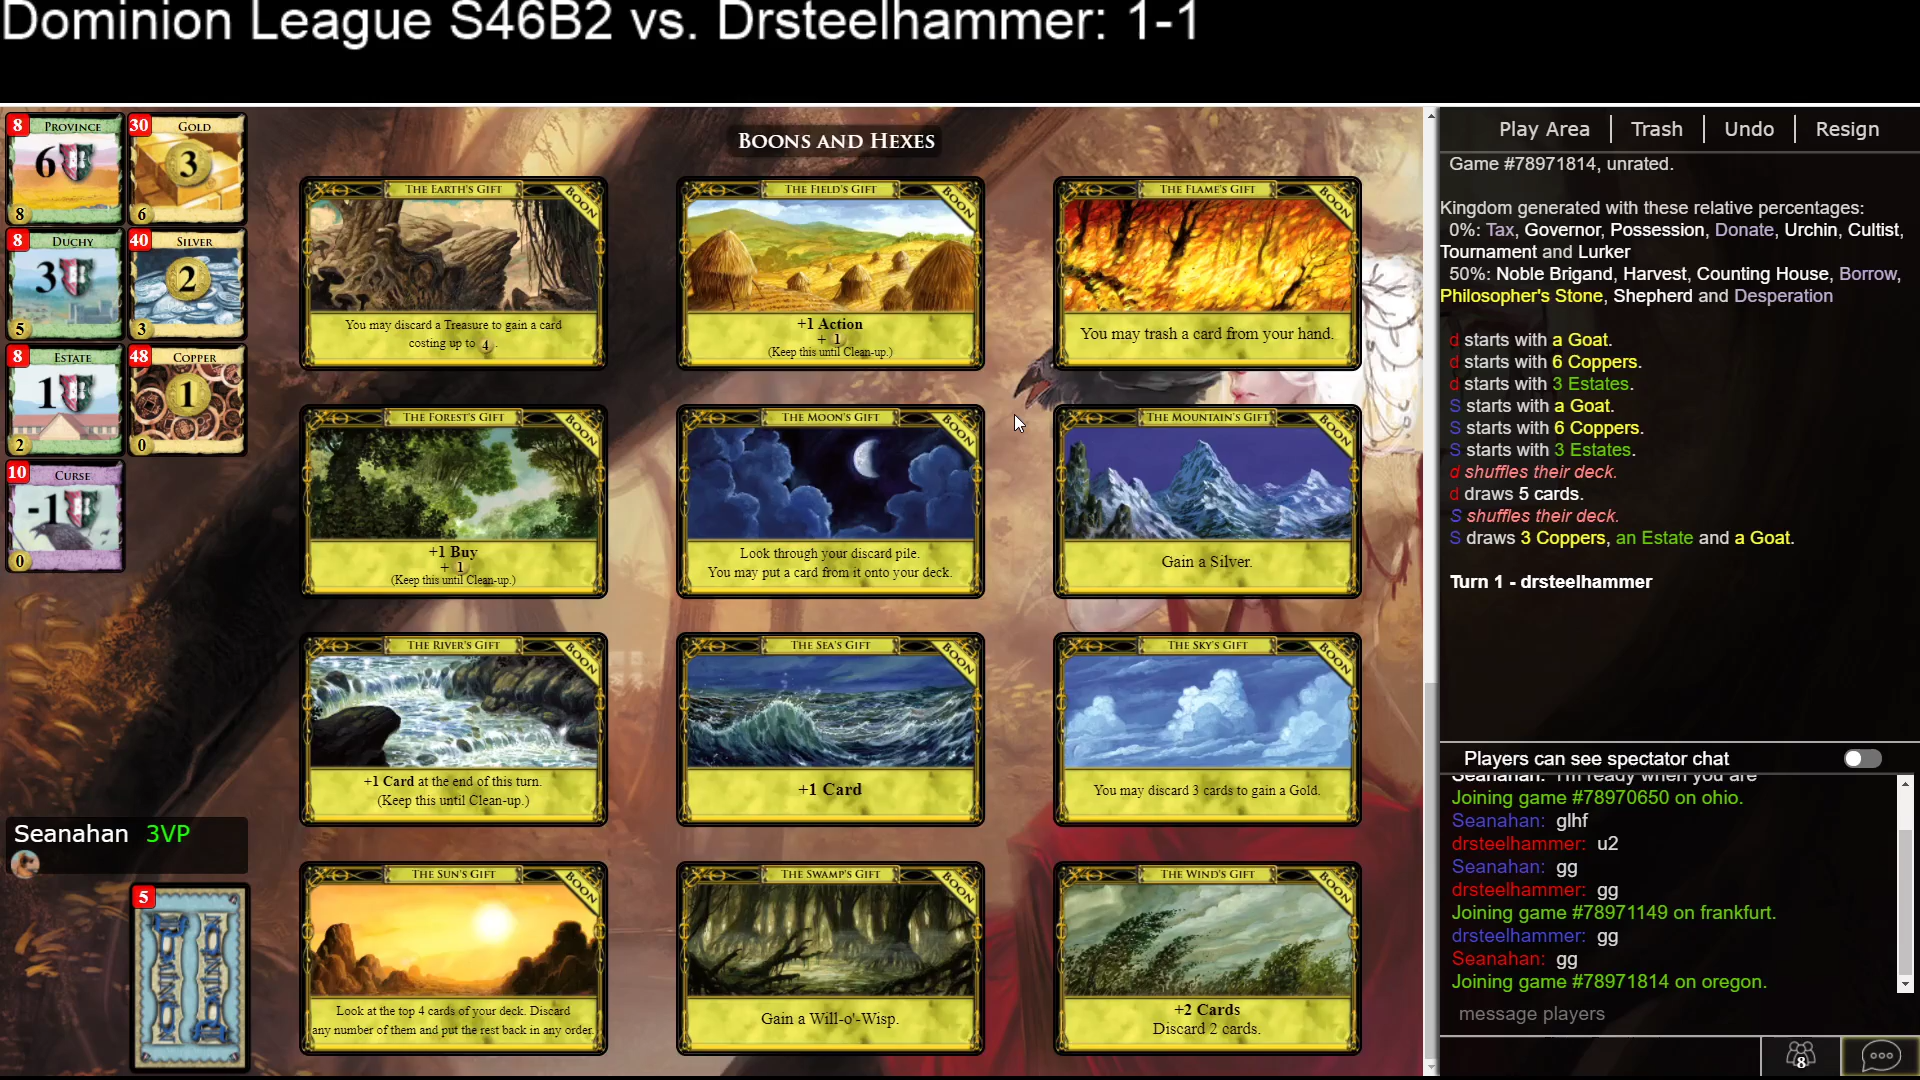 Dominion League S46B2 vs. Drsteelhammer: 1-1
8 PROVINCE
6
8
30 GOLD
3
6
8 DUCHY
3
5
40 SILVER
2
3
8 ESTATE
1
2
48 COPPER
1
0
10 CURSE
-1
0
Seanahan 3VP
5
DOMINION
DOMINION
BOONS AND HEXES
THE EARTH'S GIFT
BOON
You may discard a Treasure to gain a card
costing up to 4.
THE FIELD'S GIFT
BOON
+1 Action
+ 1
(Keep this until Clean-up.)
THE FLAME'S GIFT
BOON
You may trash a card from your hand.
THE FOREST'S GIFT
BOON
+1 Buy
+ 1
(Keep this until Clean-up.)
THE MOON'S GIFT
BOON
Look through your discard pile.
You may put a card from it onto your deck.
THE MOUNTAIN'S GIFT
BOON
Gain a Silver.
THE RIVER'S GIFT
BOON
+1 Card at the end of this turn.
(Keep this until Clean-up.)
THE SEA'S GIFT
BOON
+1 Card
THE SKY'S GIFT
BOON
You may discard 3 cards to gain a Gold.
THE SUN'S GIFT
BOON
Look at the top 4 cards of your deck. Discard
any number of them and put the rest back in any order.
THE SWAMP'S GIFT
BOON
Gain a Will-o'-Wisp.
THE WIND'S GIFT
BOON
+2 Cards
Discard 2 cards.
Play Area Trash Undo Resign
Game #78971814, unrated.
Kingdom generated with these relative percentages:
0%: Tax, Governor, Possession, Donate, Urchin, Cultist,
Tournament and Lurker
50%: Noble Brigand, Harvest, Counting House, Borrow,
Philosopher's Stone, Shepherd and Desperation
d starts with a Goat.
d starts with 6 Coppers.
d starts with 3 Estates.
S starts with a Goat.
S starts with 6 Coppers.
S starts with 3 Estates.
d shuffles their deck.
d draws 5 cards.
S shuffles their deck.
S draws 3 Coppers, an Estate and a Goat.
Turn 1 - drsteelhammer
Players can see spectator chat
Seanahan: I'm ready when you are
Joining game #78970650 on ohio.
Seanahan: glhf
drsteelhammer: u2
Seanahan: gg
drsteelhammer: gg
Joining game #78971149 on frankfurt.
drsteelhammer: gg
Seanahan: gg
Joining game #78971814 on oregon.
message players
8